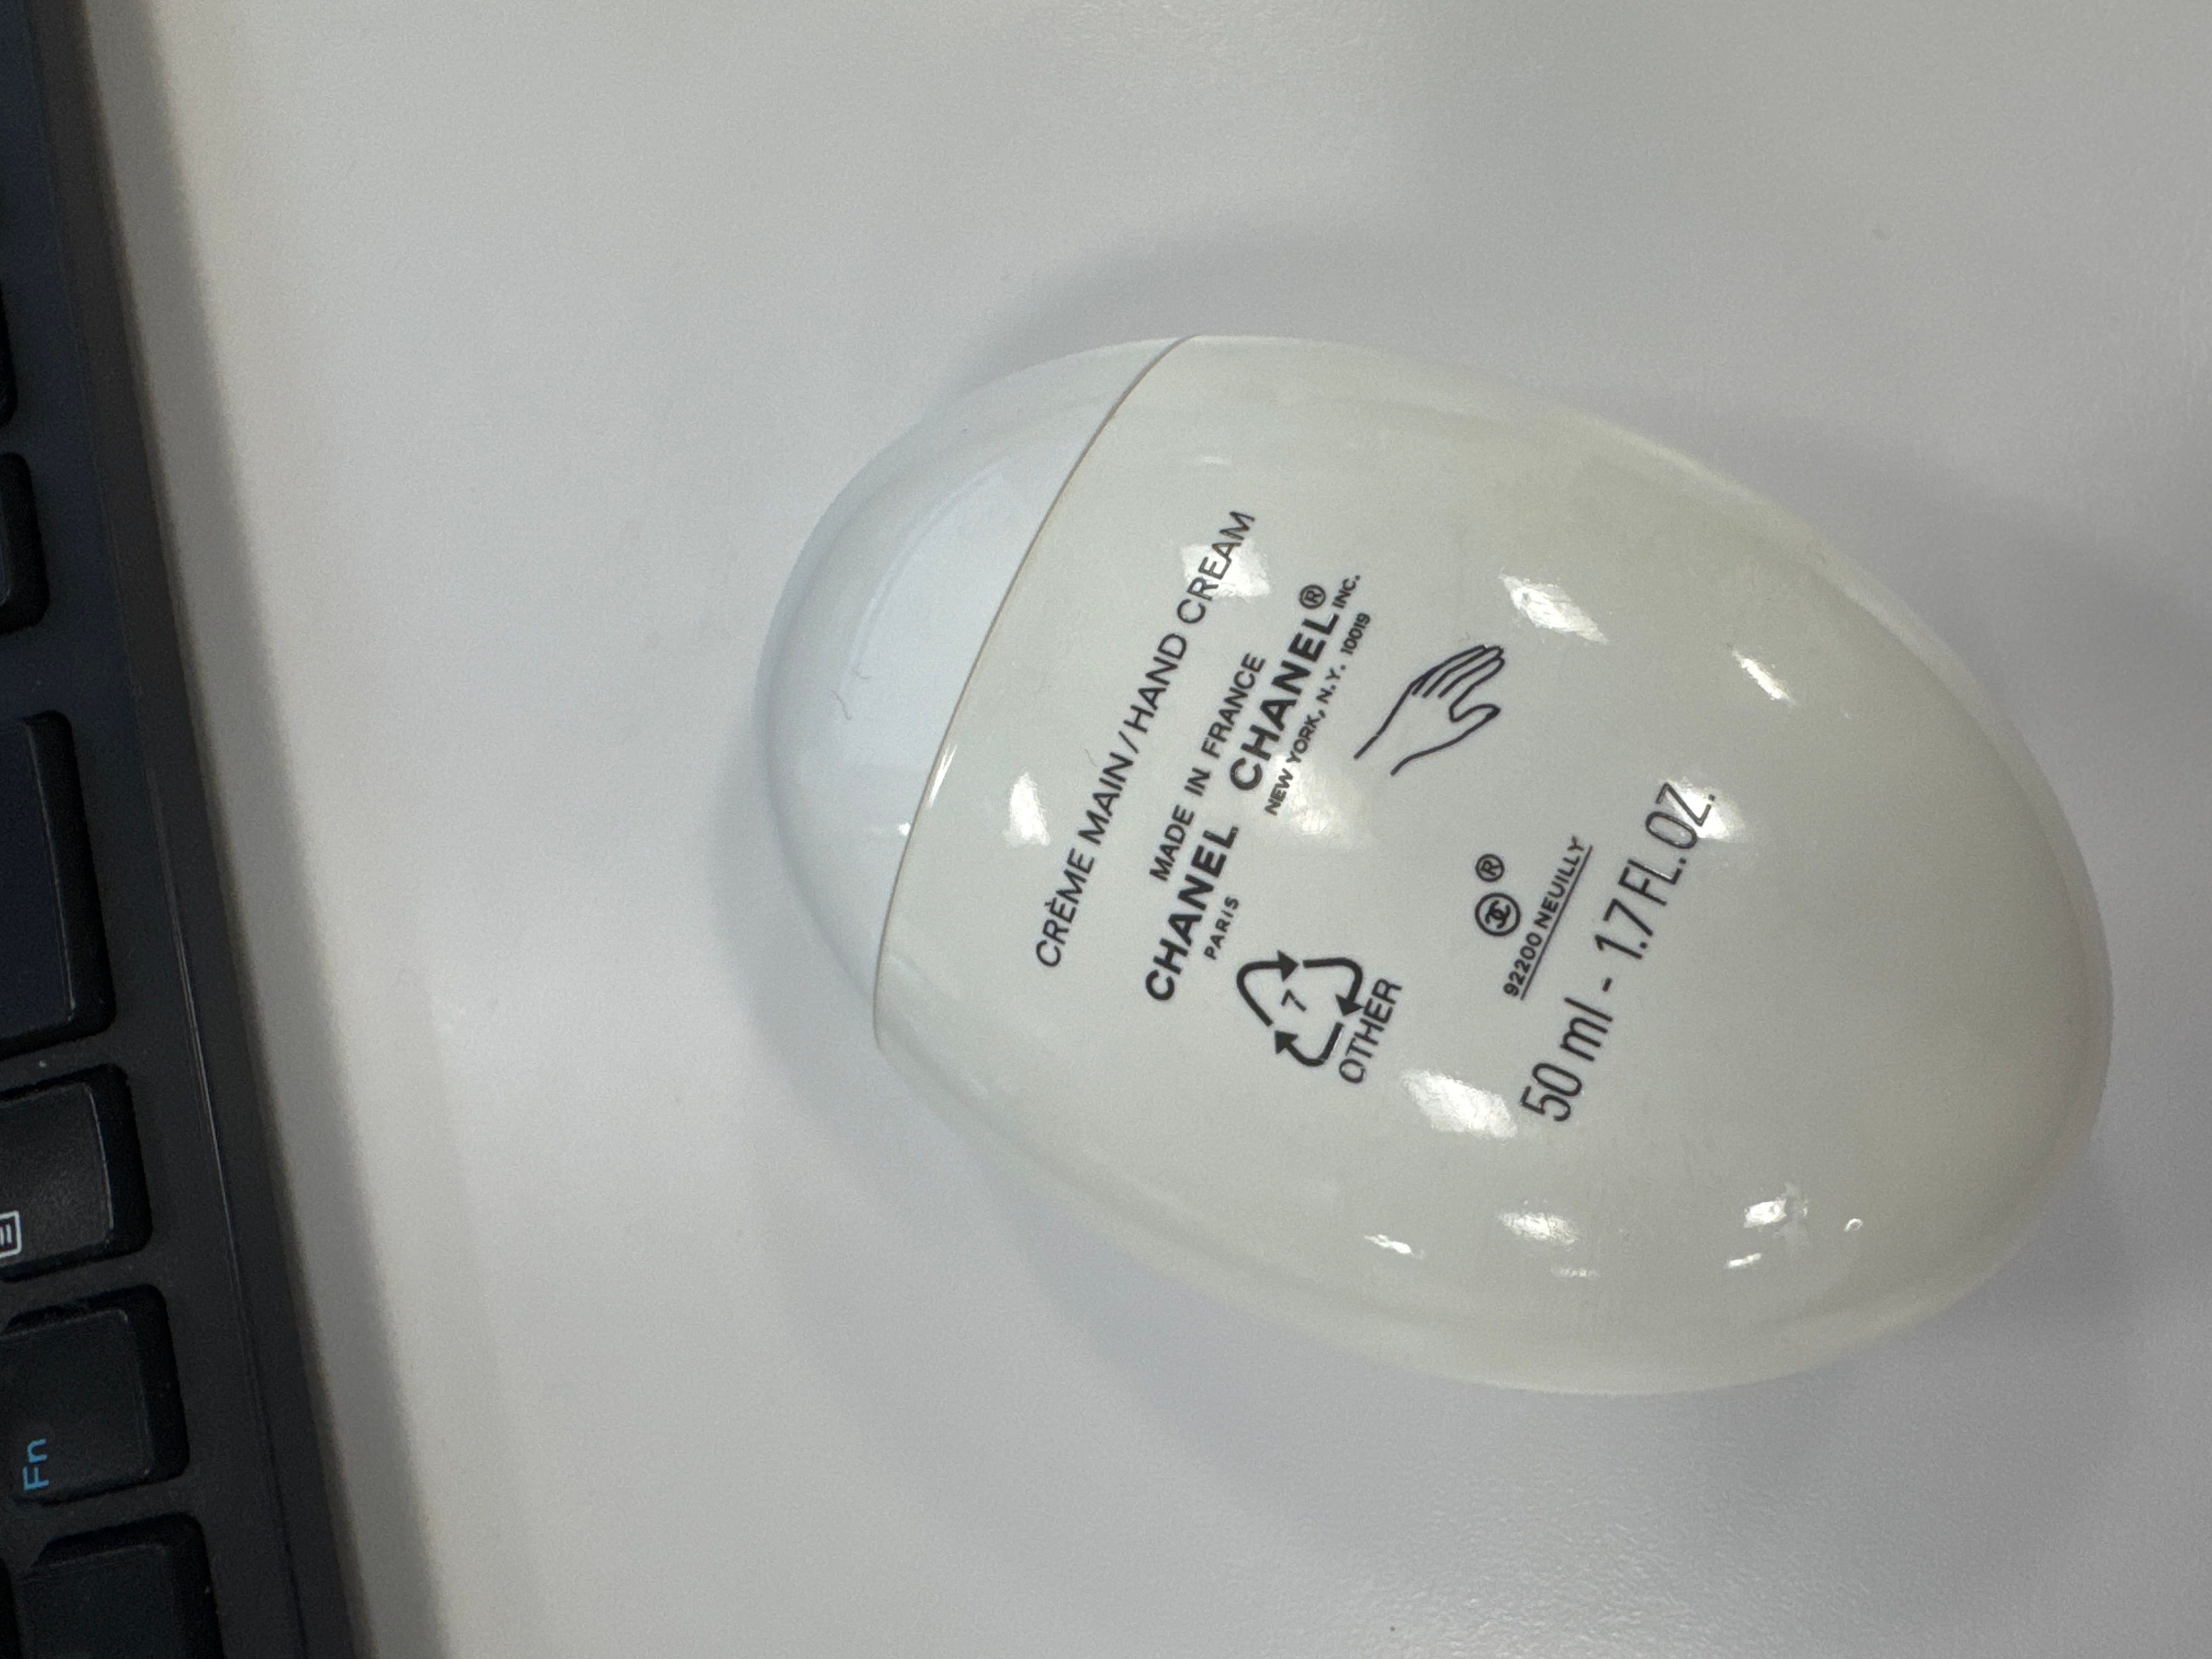 CRÈME MAIN/HAND CREAM
MADE IN FRANCE
CHANEL CHANEL®INC.
PARIS NEW YORK, N.Y. 10019
7
OTHER
®
92200 NEUILLY
50 ml - 1.7 FL.OZ.
Fn